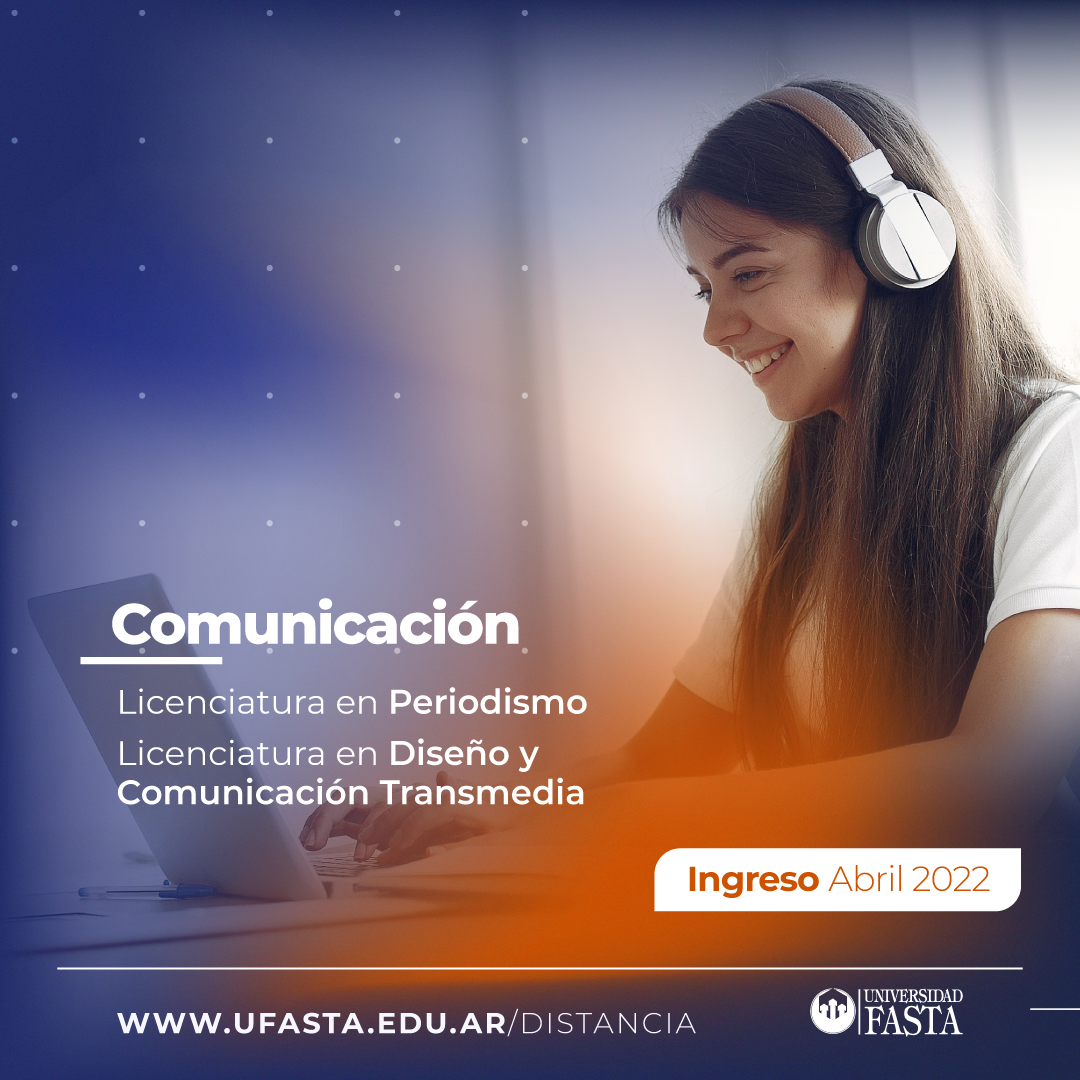 Comunicación
Licenciatura en Periodismo
Licenciatura en Diseño y
Comunicación Transmedia
Ingreso Abril 2022
WWW.UFASTA.EDU.AR/DISTANCIA
UNIVERSIDAD
FASTA